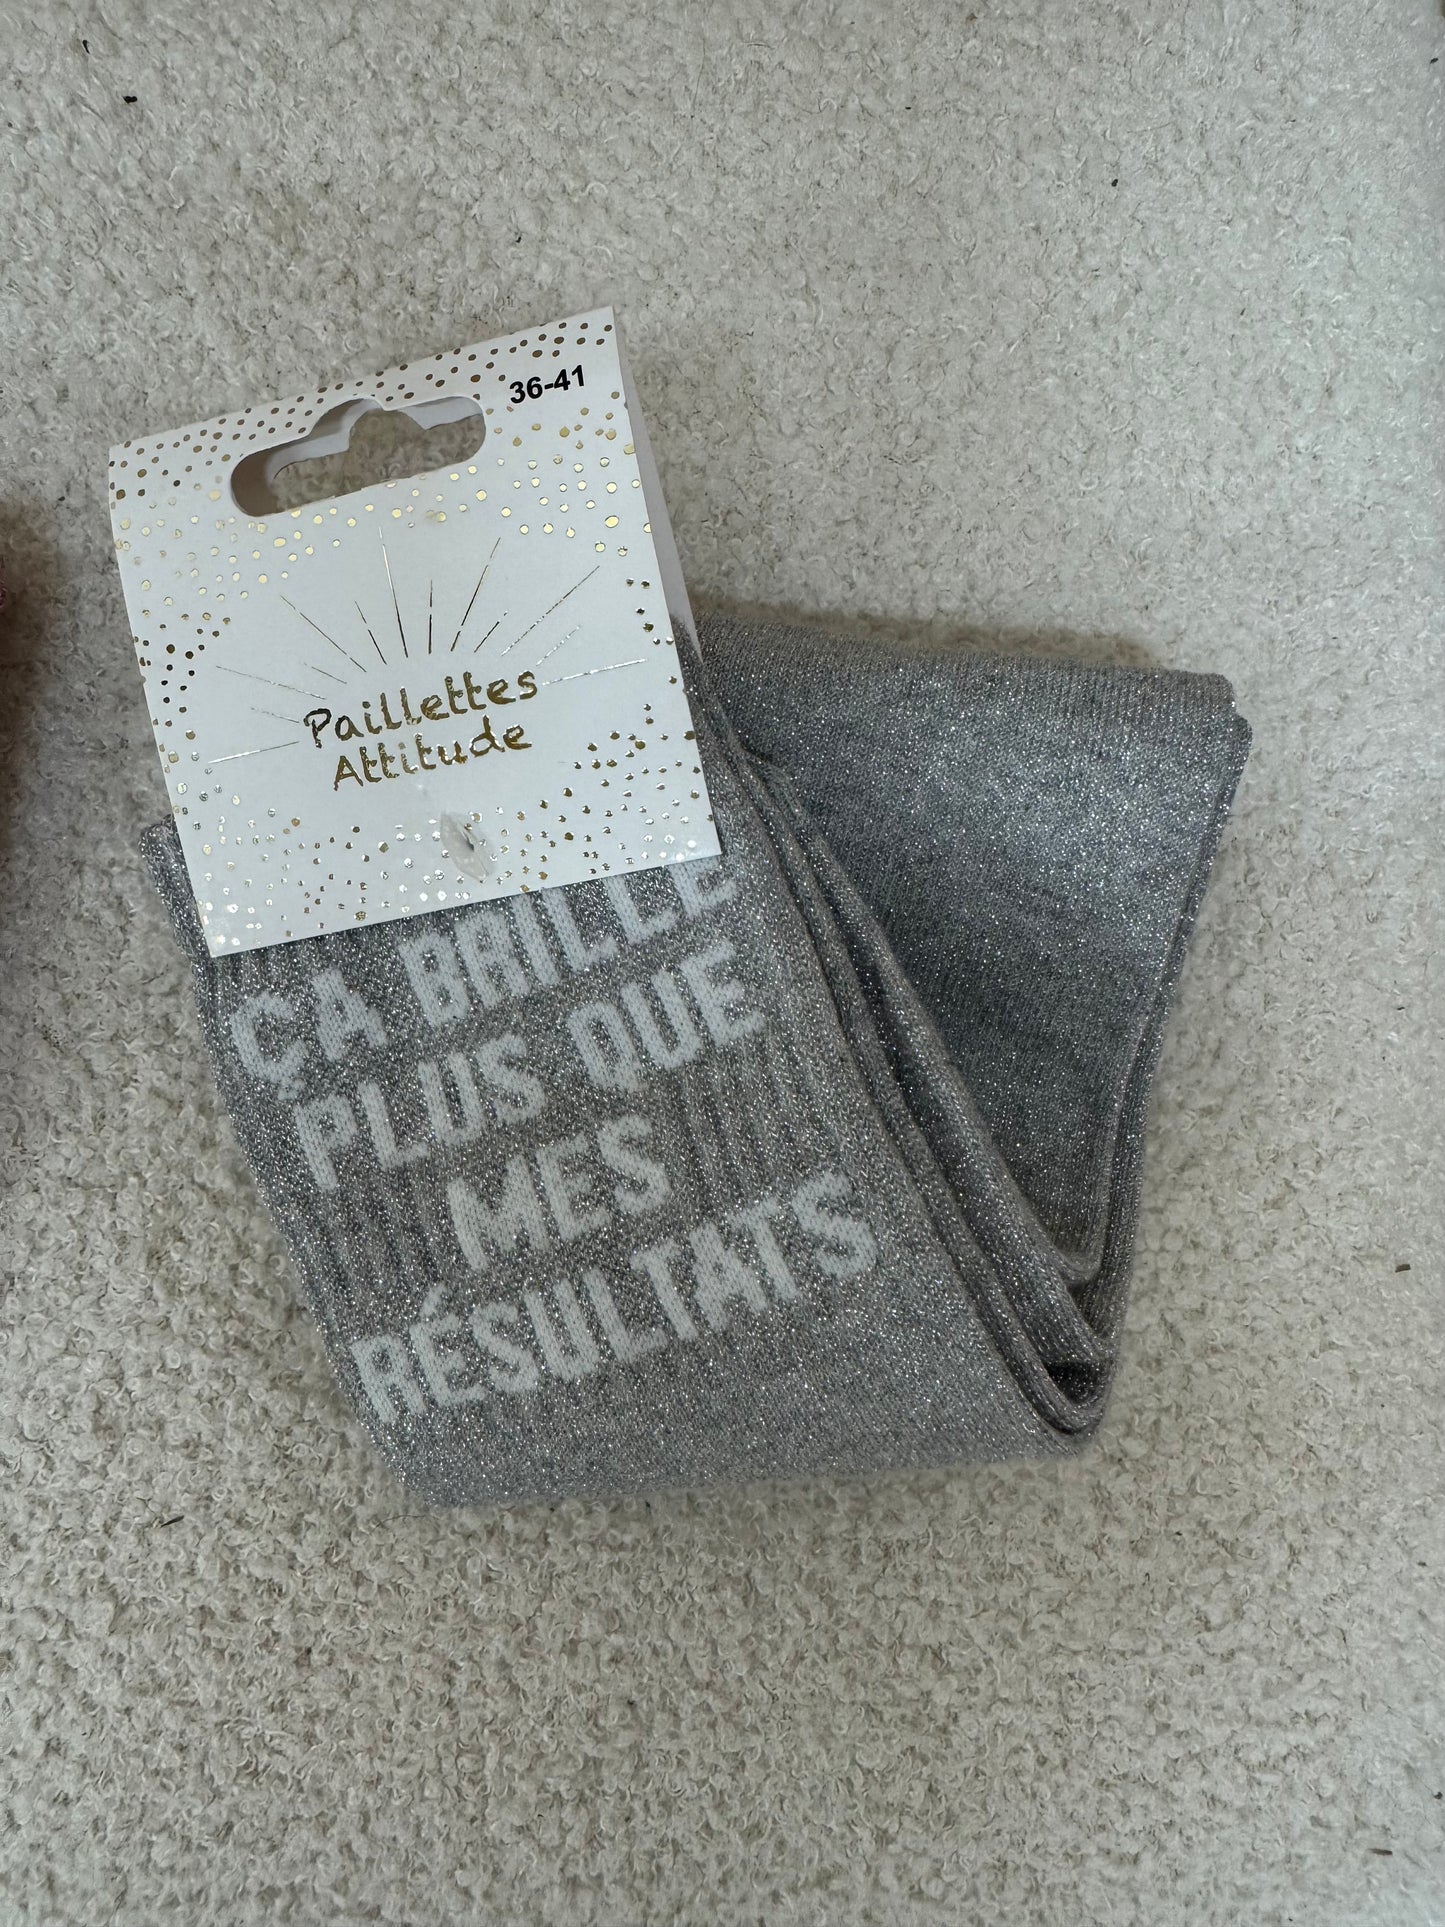 36-41
Paillettes
Attitude
ÇA BRILLE
PLUS QUE
MES
RÉSULTATS